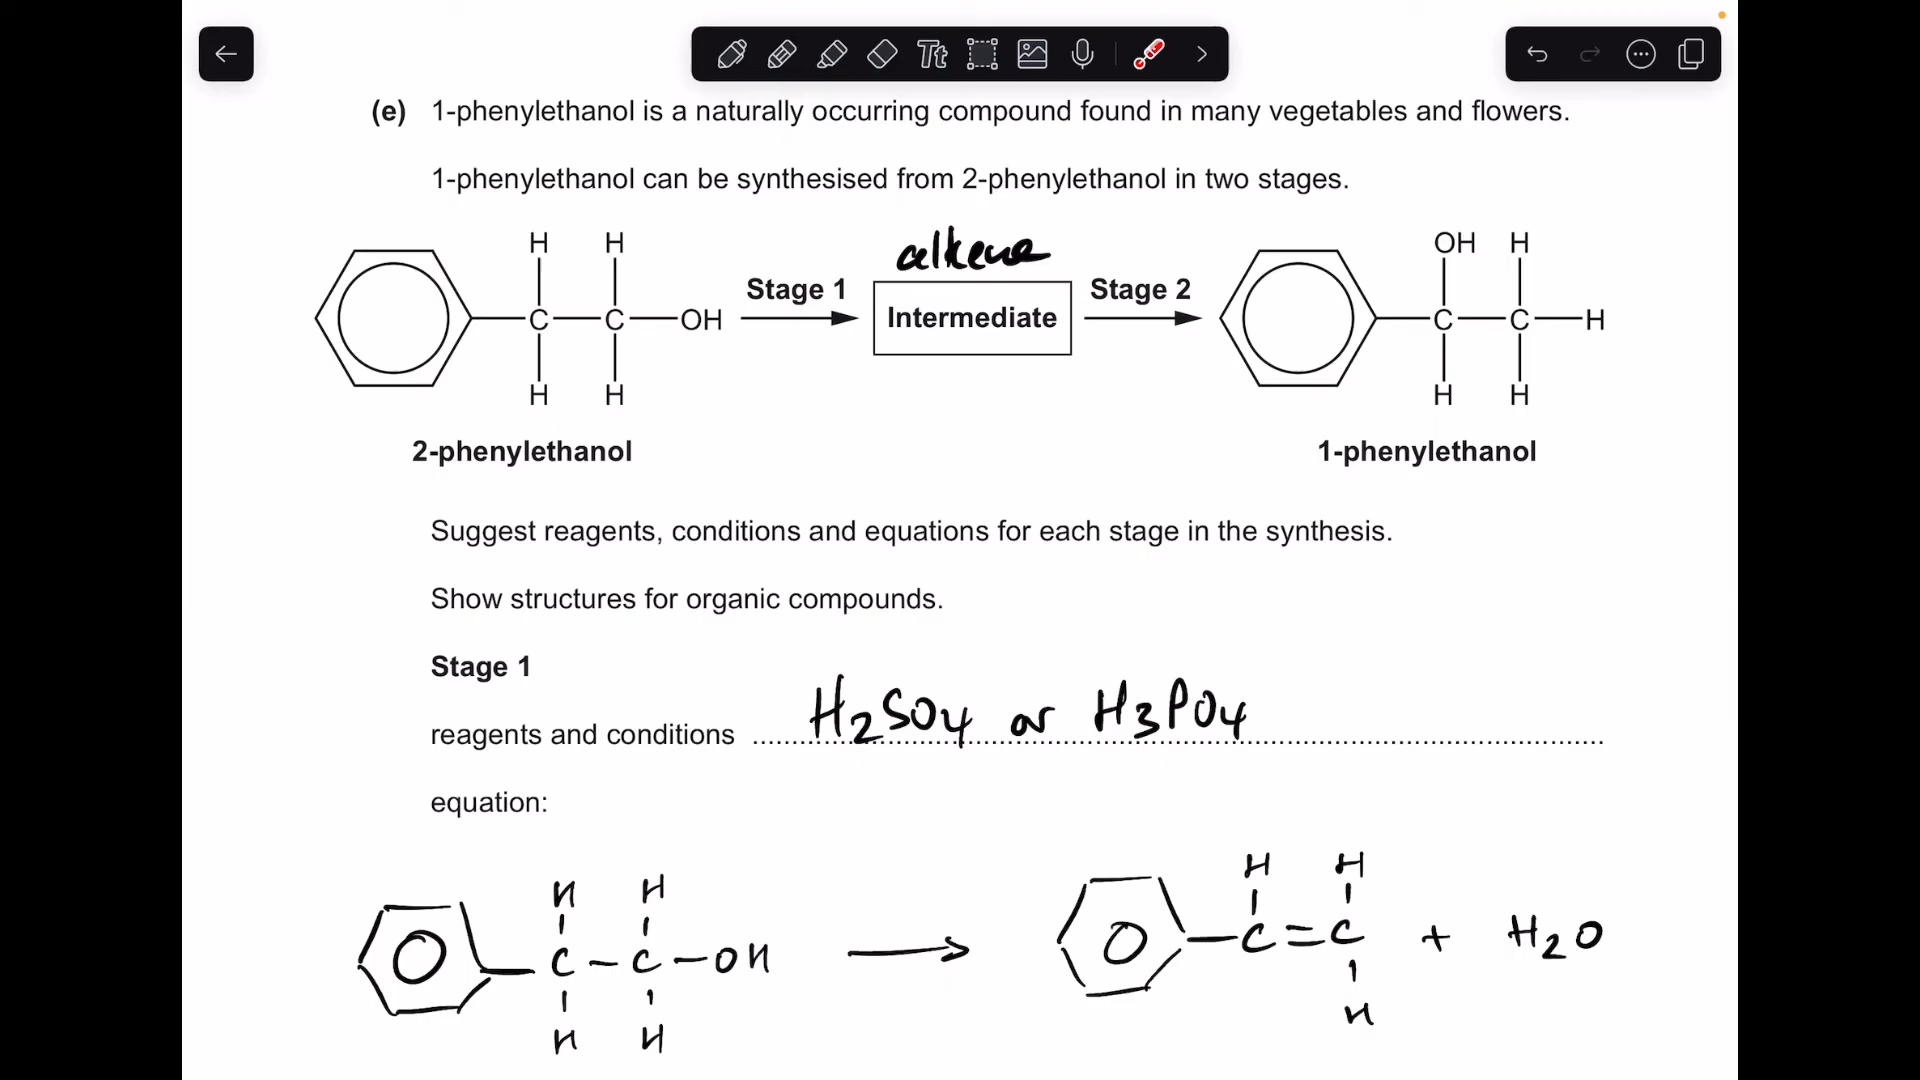 Tt
(e) 1-phenylethanol is a naturally occurring compound found in many vegetables and flowers.
1-phenylethanol can be synthesised from 2-phenylethanol in two stages.
H H alkene OH H
Stage 1 Stage 2
C C OH Intermediate C C H
H H H H
2-phenylethanol 1-phenylethanol
Suggest reagents, conditions and equations for each stage in the synthesis.
Show structures for organic compounds.
Stage 1
reagents and conditions H2SO4 or H3PO4
equation:
H H H H
C - C - OH C = C + H2O
H H H